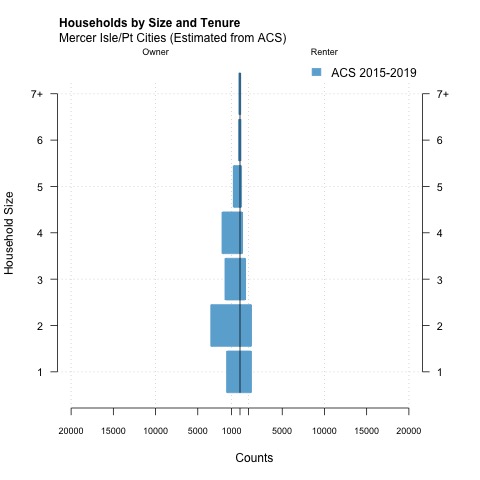 Households by Size and Tenure
Mercer Isle/Pt Cities (Estimated from ACS)
Owner
Renter
ACS 2015-2019
7+
7+
6
6
5
5
4
4
3
3
2
2
1
1
Household Size
20000 15000 10000 5000 1000 5000 10000 15000 20000
Counts